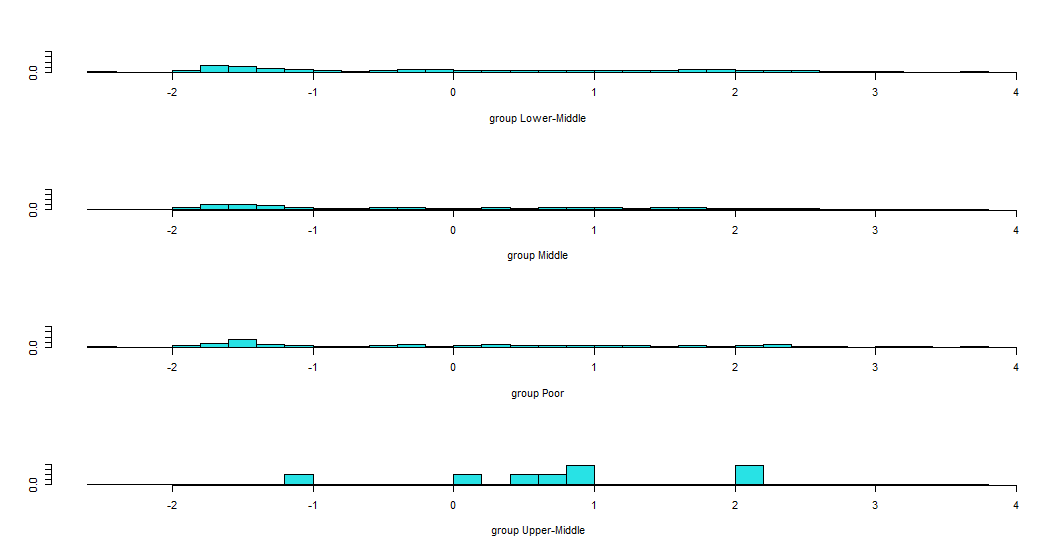 0.0
-2 -1 0 1 2 3 4
group Lower-Middle
0.0
-2 -1 0 1 2 3 4
group Middle
0.0
-2 -1 0 1 2 3 4
group Poor
0.0
-2 -1 0 1 2 3 4
group Upper-Middle